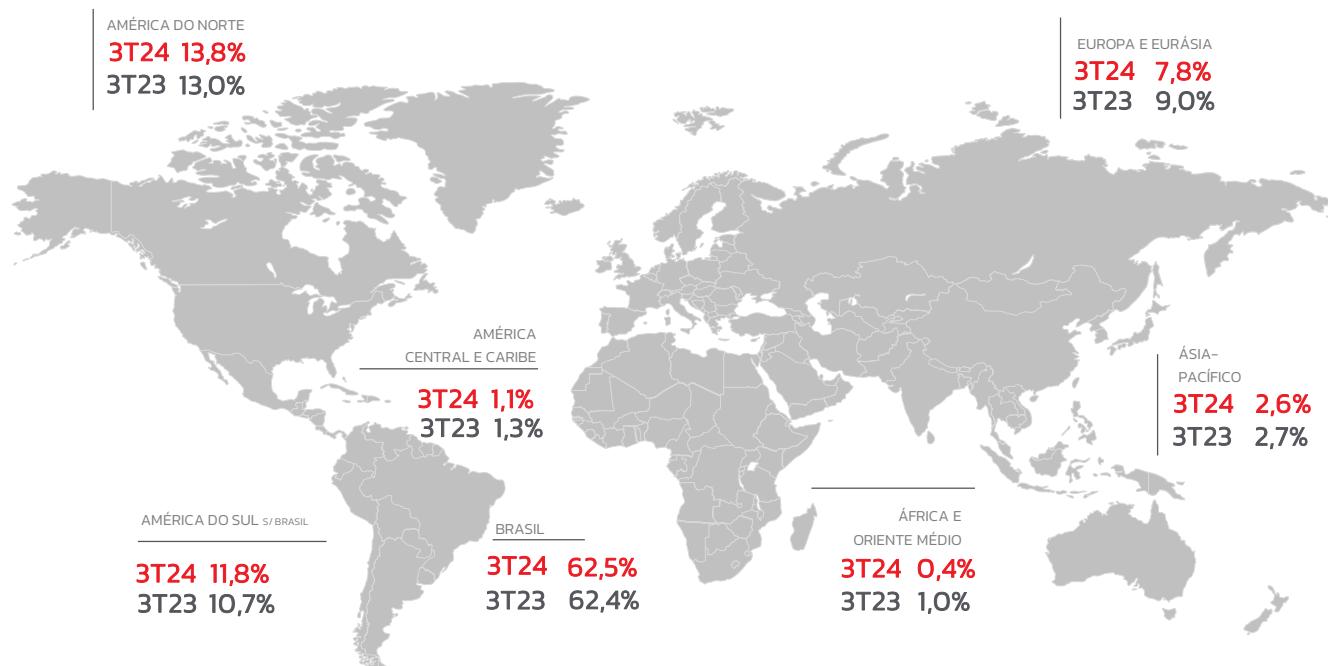 AMÉRICA DO NORTE
3T24 13,8%
3T23 13,0%
EUROPA E EURÁSIA
3T24 7,8%
3T23 9,0%
AMÉRICA
CENTRAL E CARIBE
3T24 1,1%
3T23 1,3%
ÁSIA-
PACÍFICO
3T24 2,6%
3T23 2,7%
AMÉRICA DO SUL S/ BRASIL
3T24 11,8%
3T23 10,7%
BRASIL
3T24 62,5%
3T23 62,4%
ÁFRICA E
ORIENTE MÉDIO
3T24 0,4%
3T23 1,0%